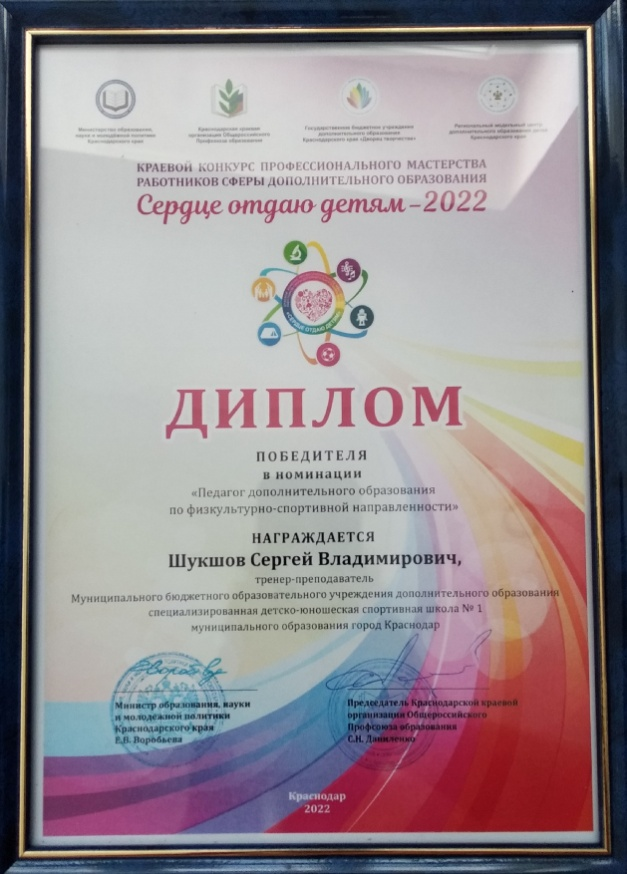 Министерство образования,
науки и молодёжной политики
Краснодарского края
Краснодарская краевая
организация Общероссийского
Профсоюза образования
Государственное бюджетное учреждение
дополнительного образования
Краснодарского края «Дворец творчества»
Региональный модельный центр
дополнительного образования детей
Краснодарского края
КРАЕВОЙ КОНКУРС ПРОФЕССИОНАЛЬНОГО МАСТЕРСТВА
РАБОТНИКОВ СФЕРЫ ДОПОЛНИТЕЛЬНОГО ОБРАЗОВАНИЯ
Сердце отдаю детям – 2022
«СЕРДЦЕ ОТДАЮ ДЕТЯМ»
ДИПЛОМ
ПОБЕДИТЕЛЯ
в номинации
«Педагог дополнительного образования
по физкультурно-спортивной направленности»
НАГРАЖДАЕТСЯ
Шукшов Сергей Владимирович,
тренер-преподаватель
Муниципального бюджетного образовательного учреждения дополнительного образования
специализированная детско-юношеская спортивная школа № 1
муниципального образования город Краснодар
Министр образования, науки
и молодежной политики
Краснодарского края
Е.В. Воробьева
Председатель Краснодарской краевой
организации Общероссийского
Профсоюза образования
С.Н. Даниленко
Краснодар
2022